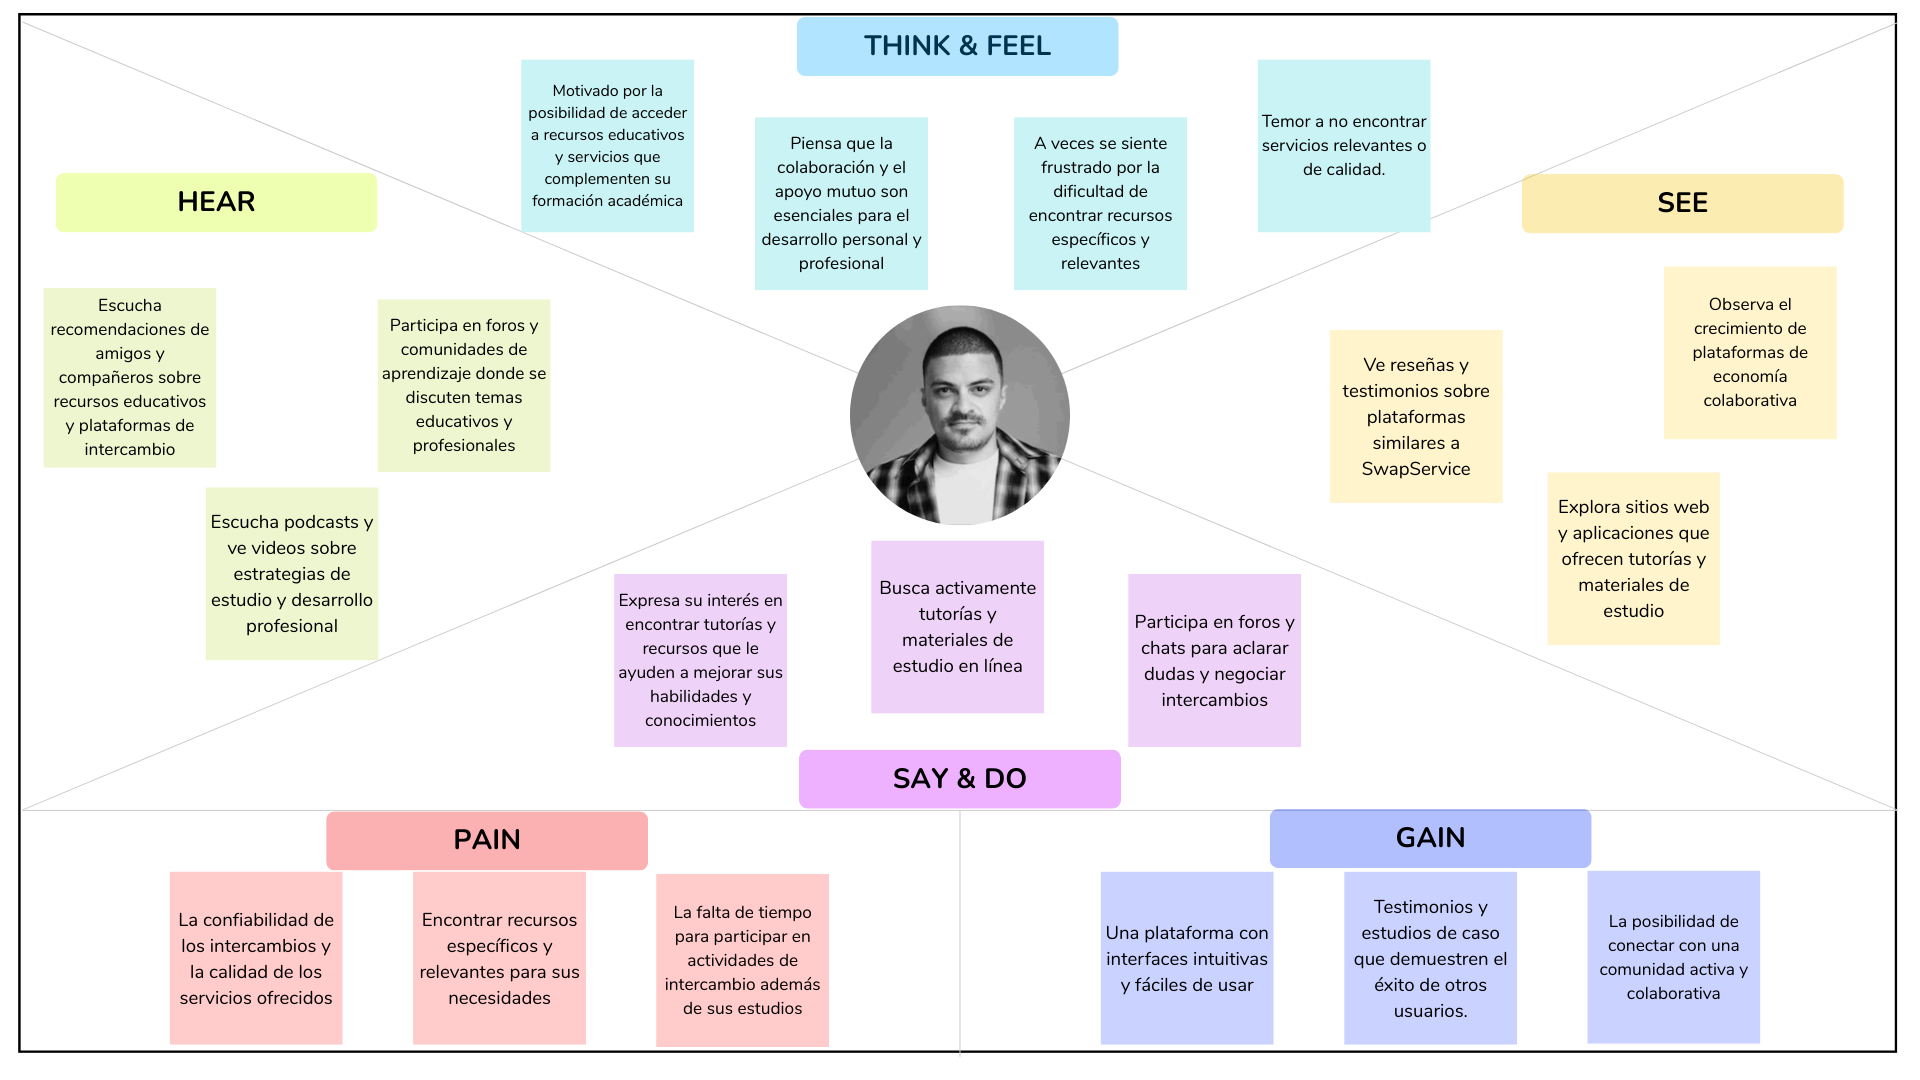 THINK & FEEL
Motivado por la
posibilidad de acceder
a recursos educativos
y servicios que
complementen su
formación académica
Piensa que la
colaboración y el
apoyo mutuo son
esenciales para el
desarrollo personal y
profesional
A veces se siente
frustrado por la
dificultad de
encontrar recursos
específicos y
relevantes
Temor a no encontrar
servicios relevantes o
de calidad.
HEAR
Escucha
recomendaciones de
amigos y
compañeros sobre
recursos educativos
y plataformas de
intercambio
Participa en foros y
comunidades de
aprendizaje donde se
discuten temas
educativos y
profesionales
Escucha podcasts y
ve videos sobre
estrategias de
estudio y desarrollo
profesional
SEE
Ve reseñas y
testimonios sobre
plataformas
similares a
SwapService
Observa el
crecimiento de
plataformas de
economía
colaborativa
Explora sitios web
y aplicaciones que
ofrecen tutorías y
materiales de
estudio
Expresa su interés en
encontrar tutorías y
recursos que le
ayuden a mejorar sus
habilidades y
conocimientos
Busca activamente
tutorías y
materiales de
estudio en línea
Participa en foros y
chats para aclarar
dudas y negociar
intercambios
SAY & DO
PAIN
La confiabilidad de
los intercambios y
la calidad de los
servicios ofrecidos
Encontrar recursos
específicos y
relevantes para sus
necesidades
La falta de tiempo
para participar en
actividades de
intercambio además
de sus estudios
GAIN
Una plataforma con
interfaces intuitivas
y fáciles de usar
Testimonios y
estudios de caso
que demuestren el
éxito de otros
usuarios.
La posibilidad de
conectar con una
comunidad activa y
colaborativa